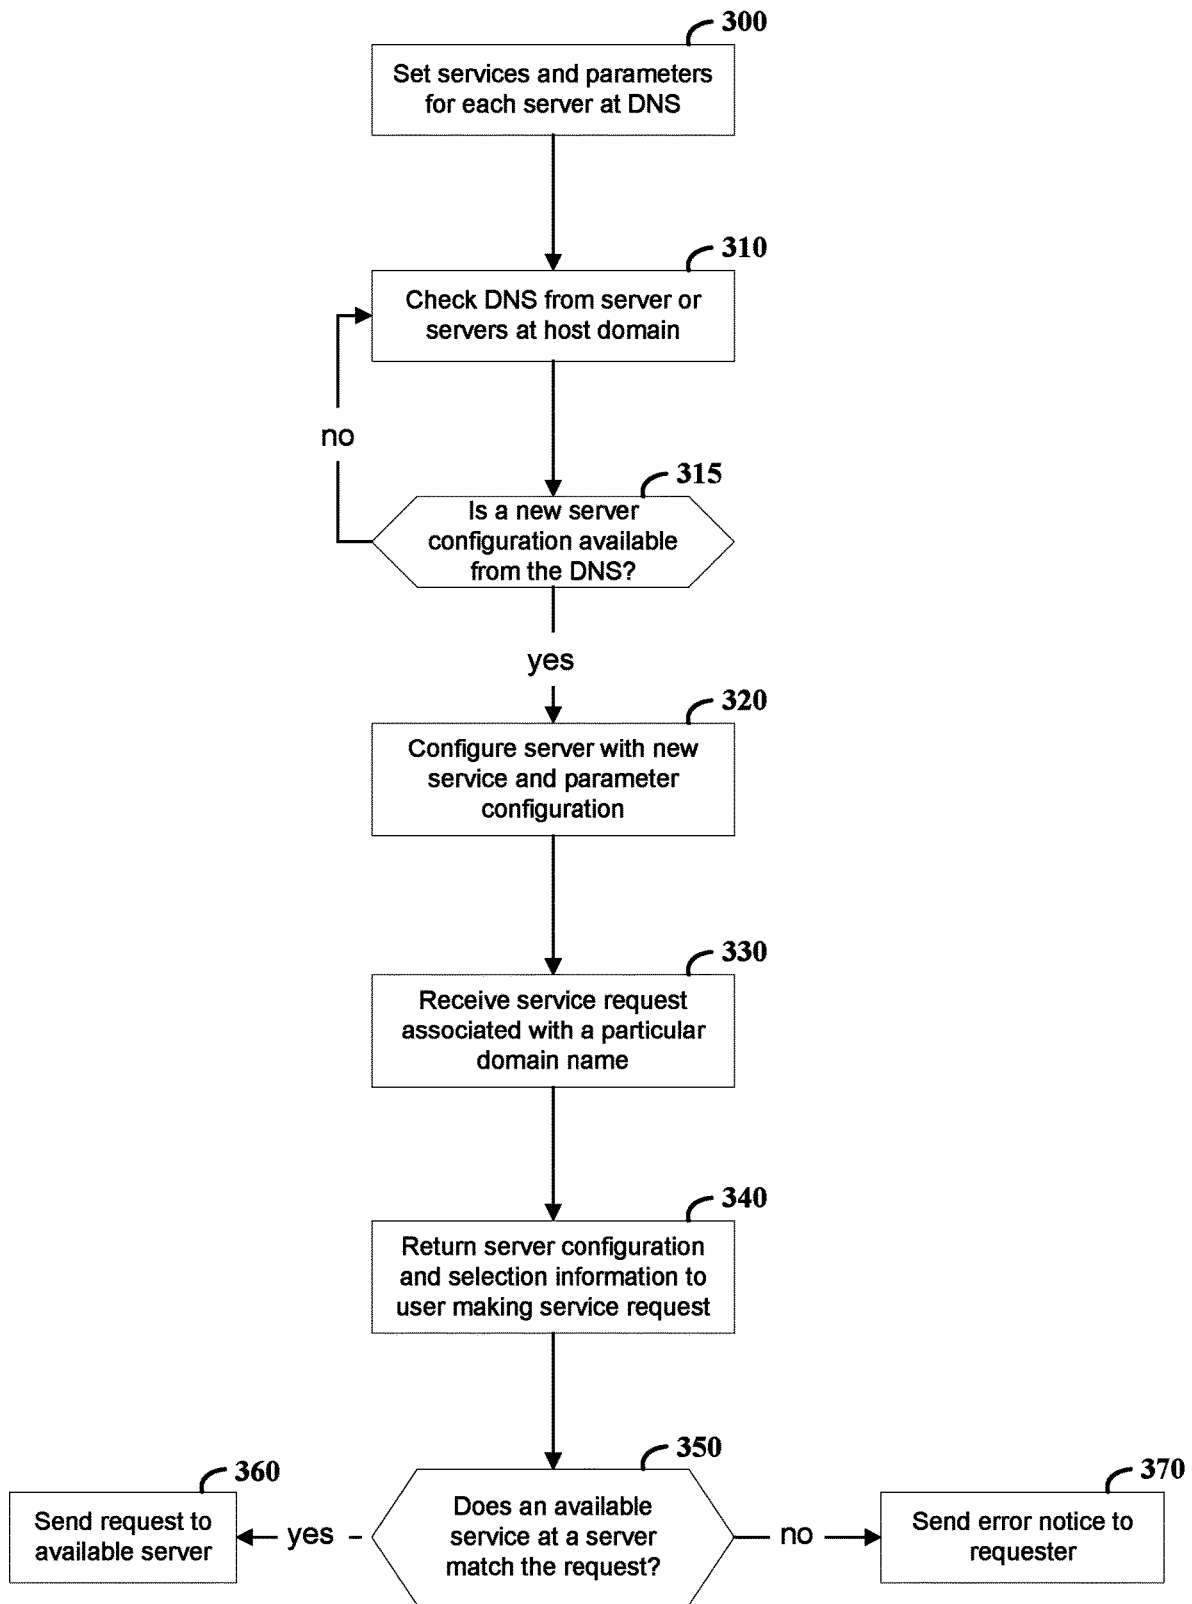 300
Set services and parameters
for each server at DNS
310
Check DNS from server or
servers at host domain
no
315
Is a new server
configuration available
from the DNS?
yes
320
Configure server with new
service and parameter
configuration
330
Receive service request
associated with a particular
domain name
340
Return server configuration
and selection information to
user making service request
350
Does an available
service at a server
match the request?
360
Send request to
available server
yes
no
370
Send error notice to
requester